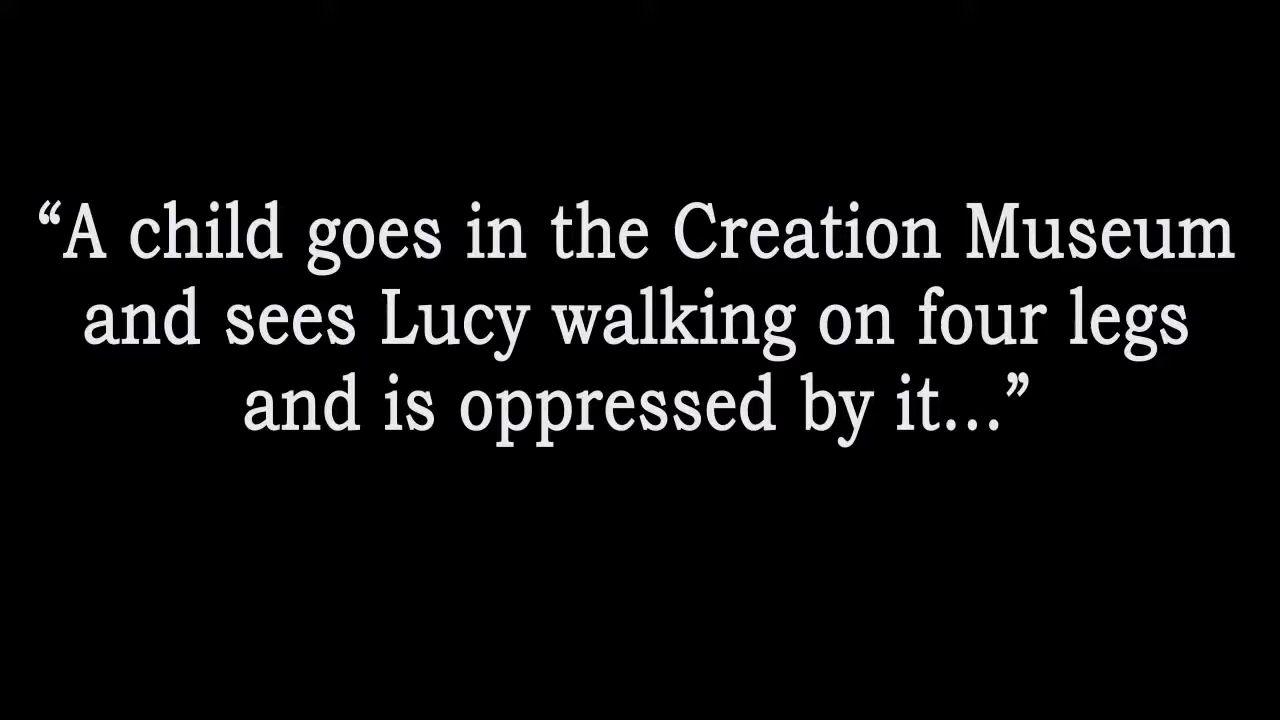 “A child goes in the Creation Museum
and sees Lucy walking on four legs
and is oppressed by it...”